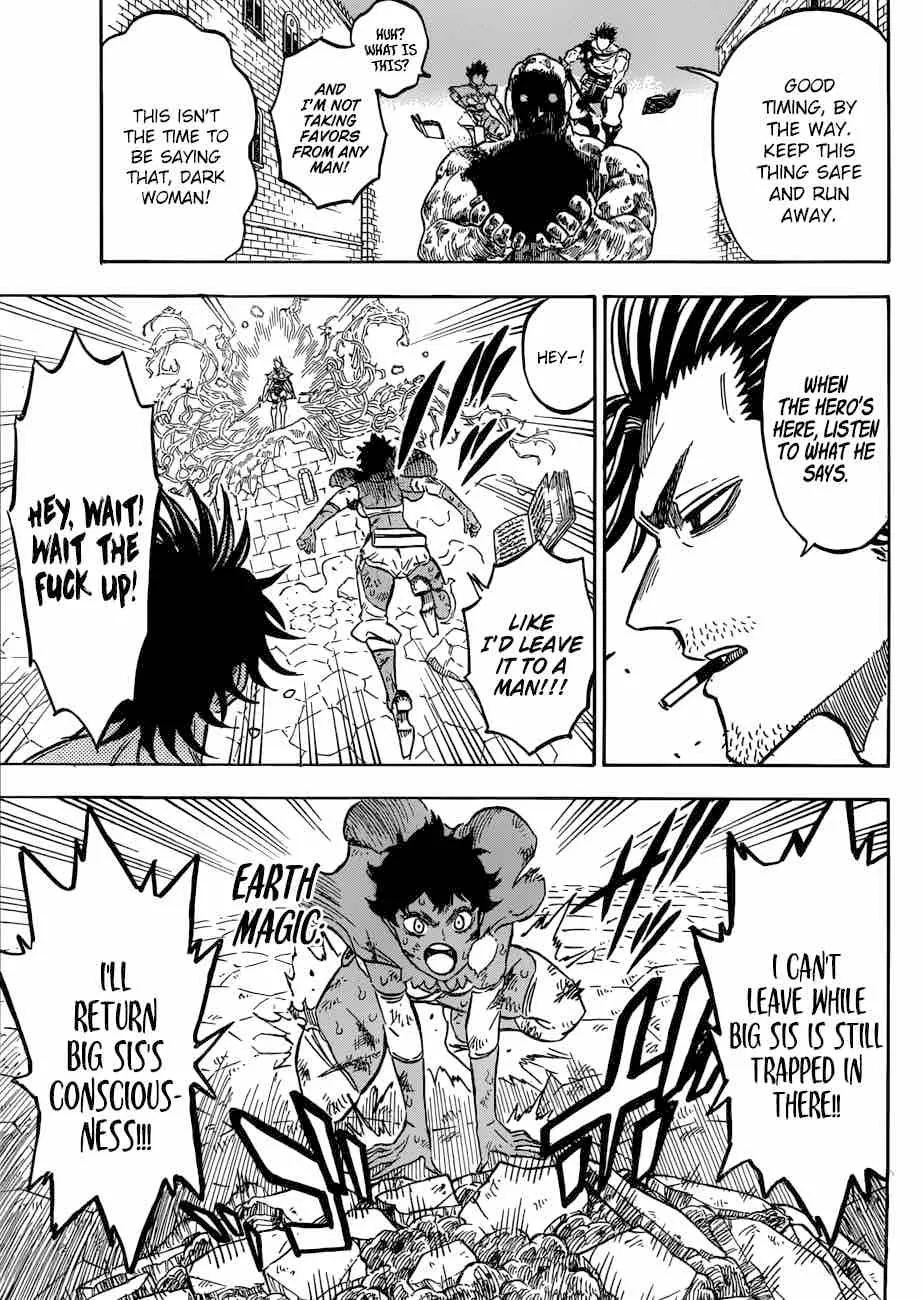 GOOD
TIMING, BY
THE WAY.
KEEP THIS
THING SAFE
AND RUN
AWAY.
HUH?
WHAT IS
THIS?
AND
I'M NOT
TAKING
FAVORS
FROM ANY
MAN!
THIS ISN'T
THE TIME TO
BE SAYING
THAT, DARK
WOMAN!
WHEN
THE HERO'S
HERE, LISTEN
TO WHAT HE
SAYS.
HEY-!
LIKE
I'D LEAVE
IT TO A
MAN!!!
HEY, WAIT!
WAIT THE
FUCK UP!
I CAN'T
LEAVE WHILE
BIG SIS IS STILL
TRAPPED IN
THERE!!
EARTH
MAGIC:
I'LL
RETURN
BIG SIS'S
CONSCIOUS-
NESS!!!